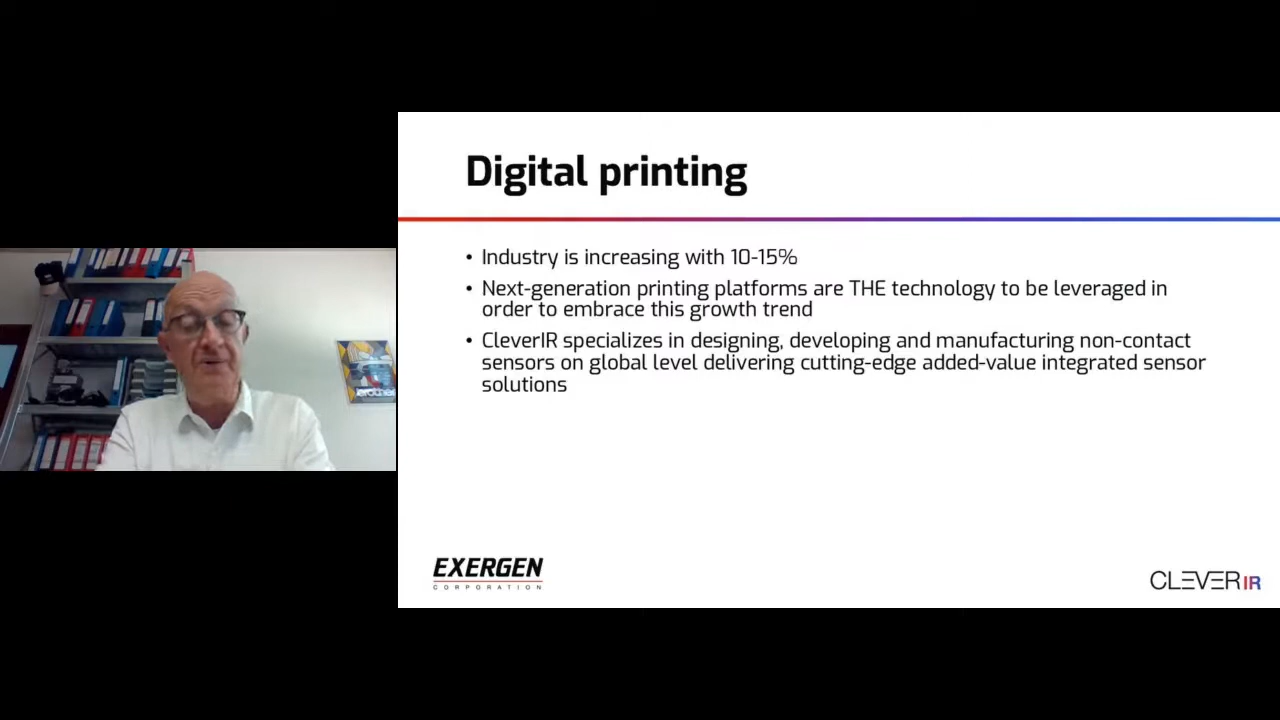 Digital printing
• Industry is increasing with 10-15%
• Next-generation printing platforms are THE technology to be leveraged in
order to embrace this growth trend
• CleverIR specializes in designing, developing and manufacturing non-contact
sensors on global level delivering cutting-edge added-value integrated sensor
solutions
EXERGEN
CORPORATION
CLEVER IR